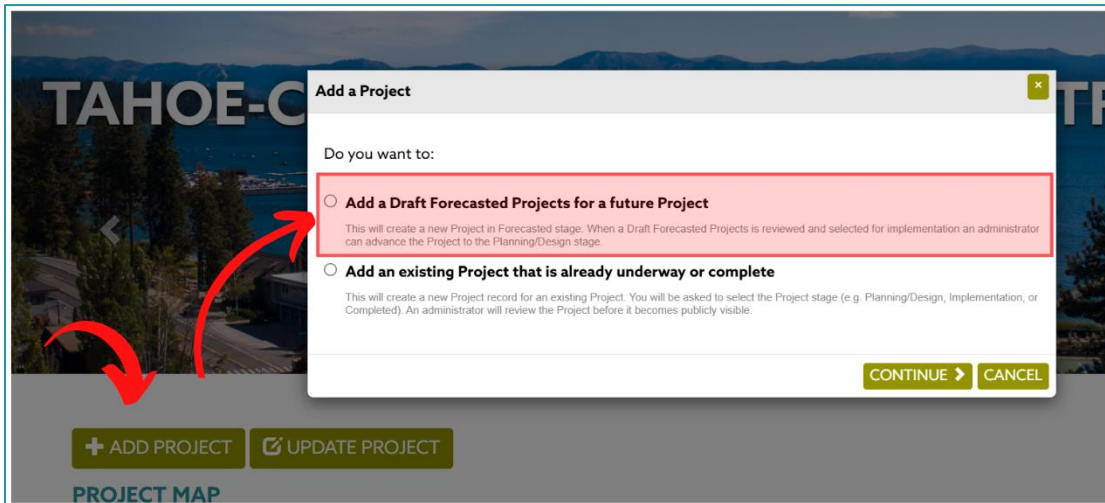 TAHOE-C
Add a Project
×
Do you want to:
Add a Draft Forecasted Projects for a future Project
This will create a new Project in Forecasted stage. When a Draft Forecasted Projects is reviewed and selected for implementation an administrator
can advance the Project to the Planning/Design stage.
Add an existing Project that is already underway or complete
This will create a new Project record for an existing Project. You will be asked to select the Project stage (e.g. Planning/Design, Implementation, or
Completed). An administrator will review the Project before it becomes publicly visible.
CONTINUE CANCEL
ADD PROJECT UPDATE PROJECT
PROJECT MAP